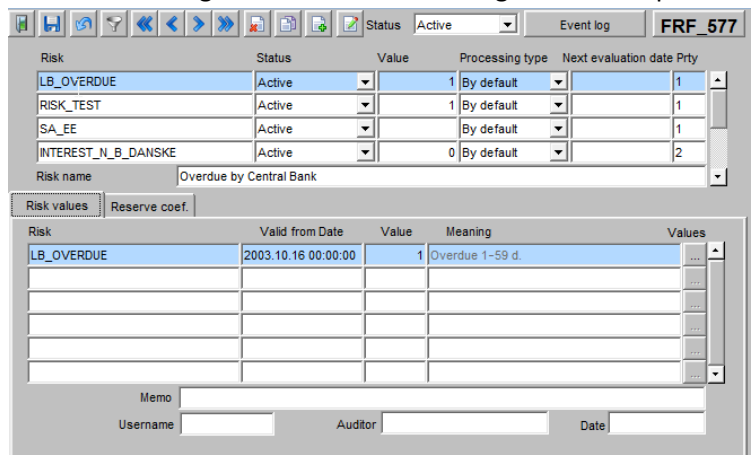 Status Active Event log FRF_577
Risk Status Value Processing type Next evaluation date Prty
LB_OVERDUE Active 1 By default 1
RISK_TEST Active 1 By default 1
SA_EE Active By default 1
INTEREST_N_B_DANSKE Active 0 By default 2
Risk name Overdue by Central Bank
Risk values Reserve coef.
Risk Valid from Date Value Meaning Values
LB_OVERDUE 2003.10.16 00:00:00 1 Overdue 1-59 d. ...
...
...
...
...
...
Memo
Username Auditor Date